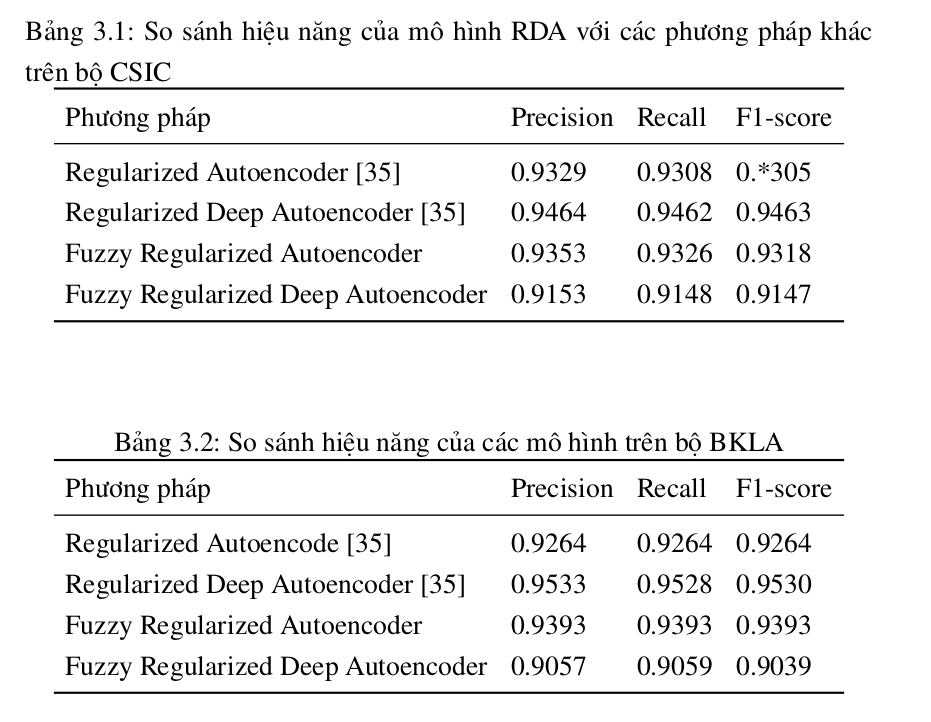 Bảng 3.1: So sánh hiệu năng của mô hình RDA với các phương pháp khác
trên bộ CSIC
Phương pháp Precision Recall F1-score
Regularized Autoencoder [35] 0.9329 0.9308 0.*305
Regularized Deep Autoencoder [35] 0.9464 0.9462 0.9463
Fuzzy Regularized Autoencoder 0.9353 0.9326 0.9318
Fuzzy Regularized Deep Autoencoder 0.9153 0.9148 0.9147
Bảng 3.2: So sánh hiệu năng của các mô hình trên bộ BKLA
Phương pháp Precision Recall F1-score
Regularized Autoencode [35] 0.9264 0.9264 0.9264
Regularized Deep Autoencoder [35] 0.9533 0.9528 0.9530
Fuzzy Regularized Autoencoder 0.9393 0.9393 0.9393
Fuzzy Regularized Deep Autoencoder 0.9057 0.9059 0.9039